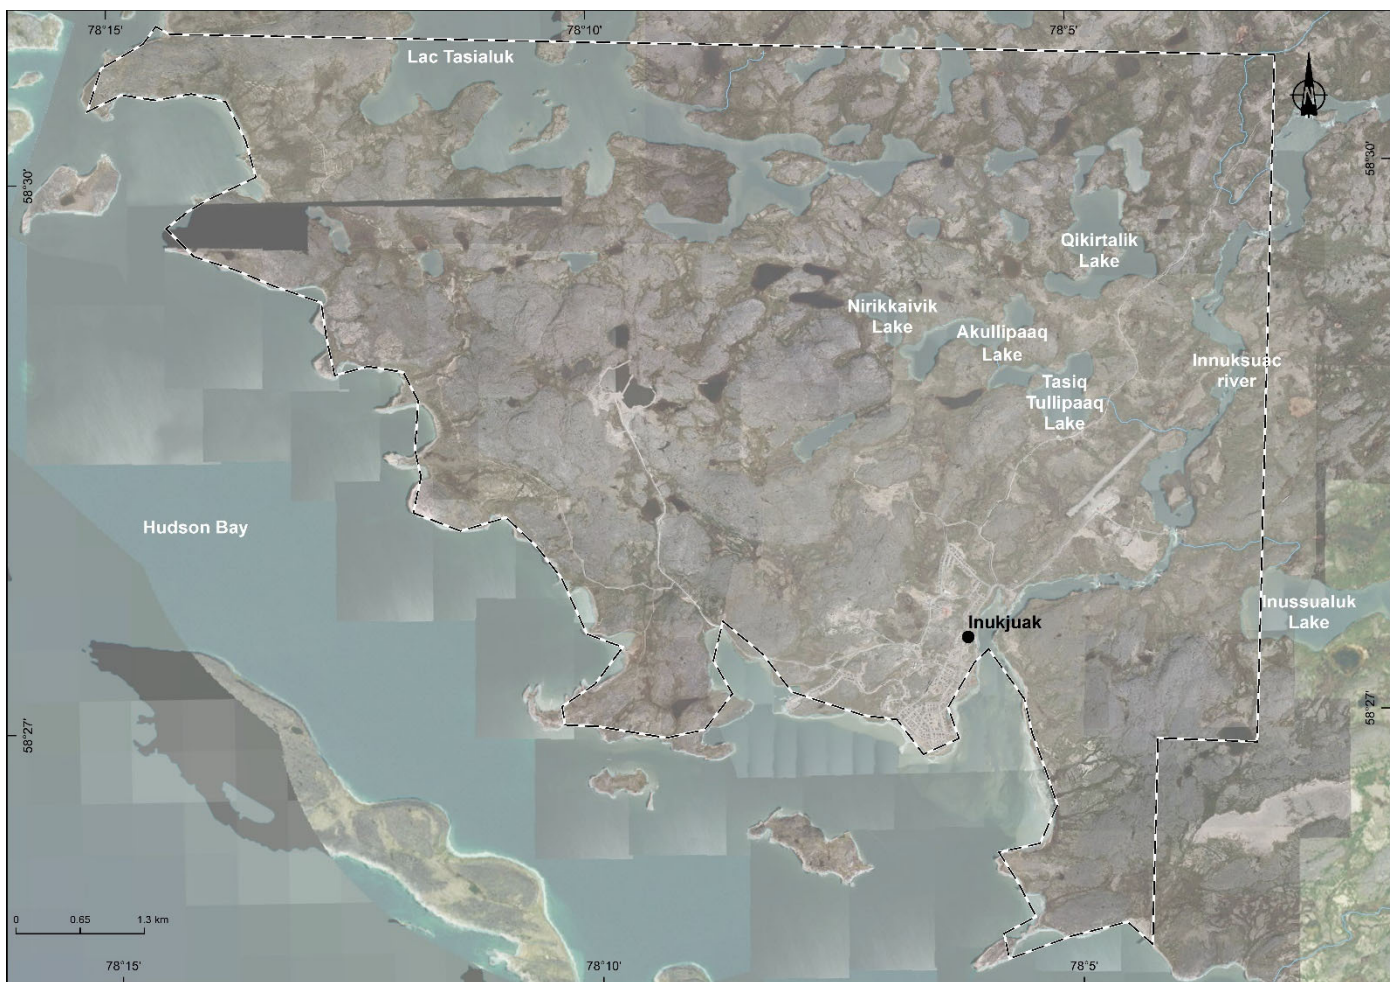 78°15'
78°10'
78°5'
Lac Tasialuk
N
58°30'
58°30'
Qikirtalik
Lake
Nirikkaivik
Lake
Akullipaaq
Lake
Innuksuac
river
Tasiq
Tullipaaq
Lake
Hudson Bay
Inussualuk
Lake
Inukjuak
58°27'
58°27'
0 0.65 1.3 km
78°15'
78°10'
78°5'